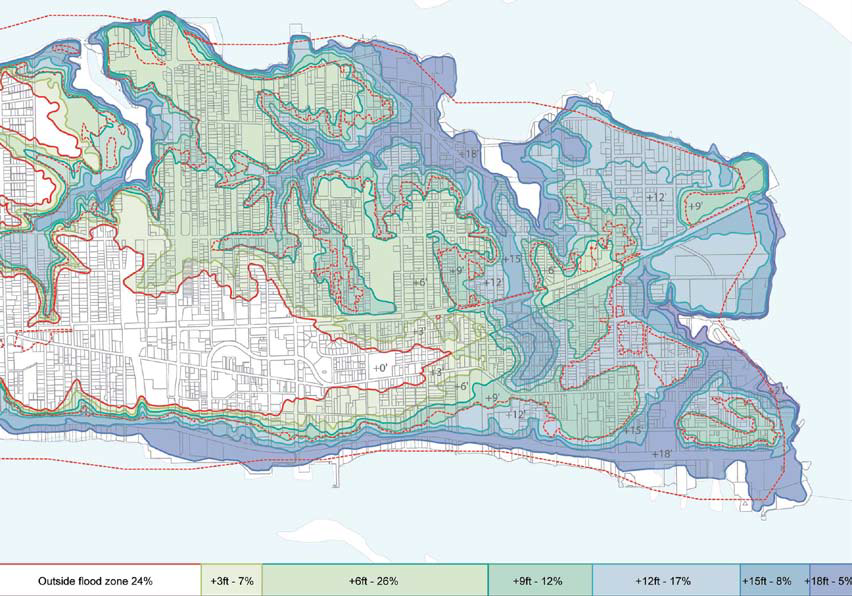 +18'
+12'
+9'
+15'
+9'
6'
+6'
+12'
+3'
+0'
+3'
+6'
+9'
+12'
+15'
+18'
Outside flood zone 24%
+3ft - 7%
+6ft - 26%
+9ft - 12%
+12ft - 17%
+15ft - 8%
+18ft - 5%